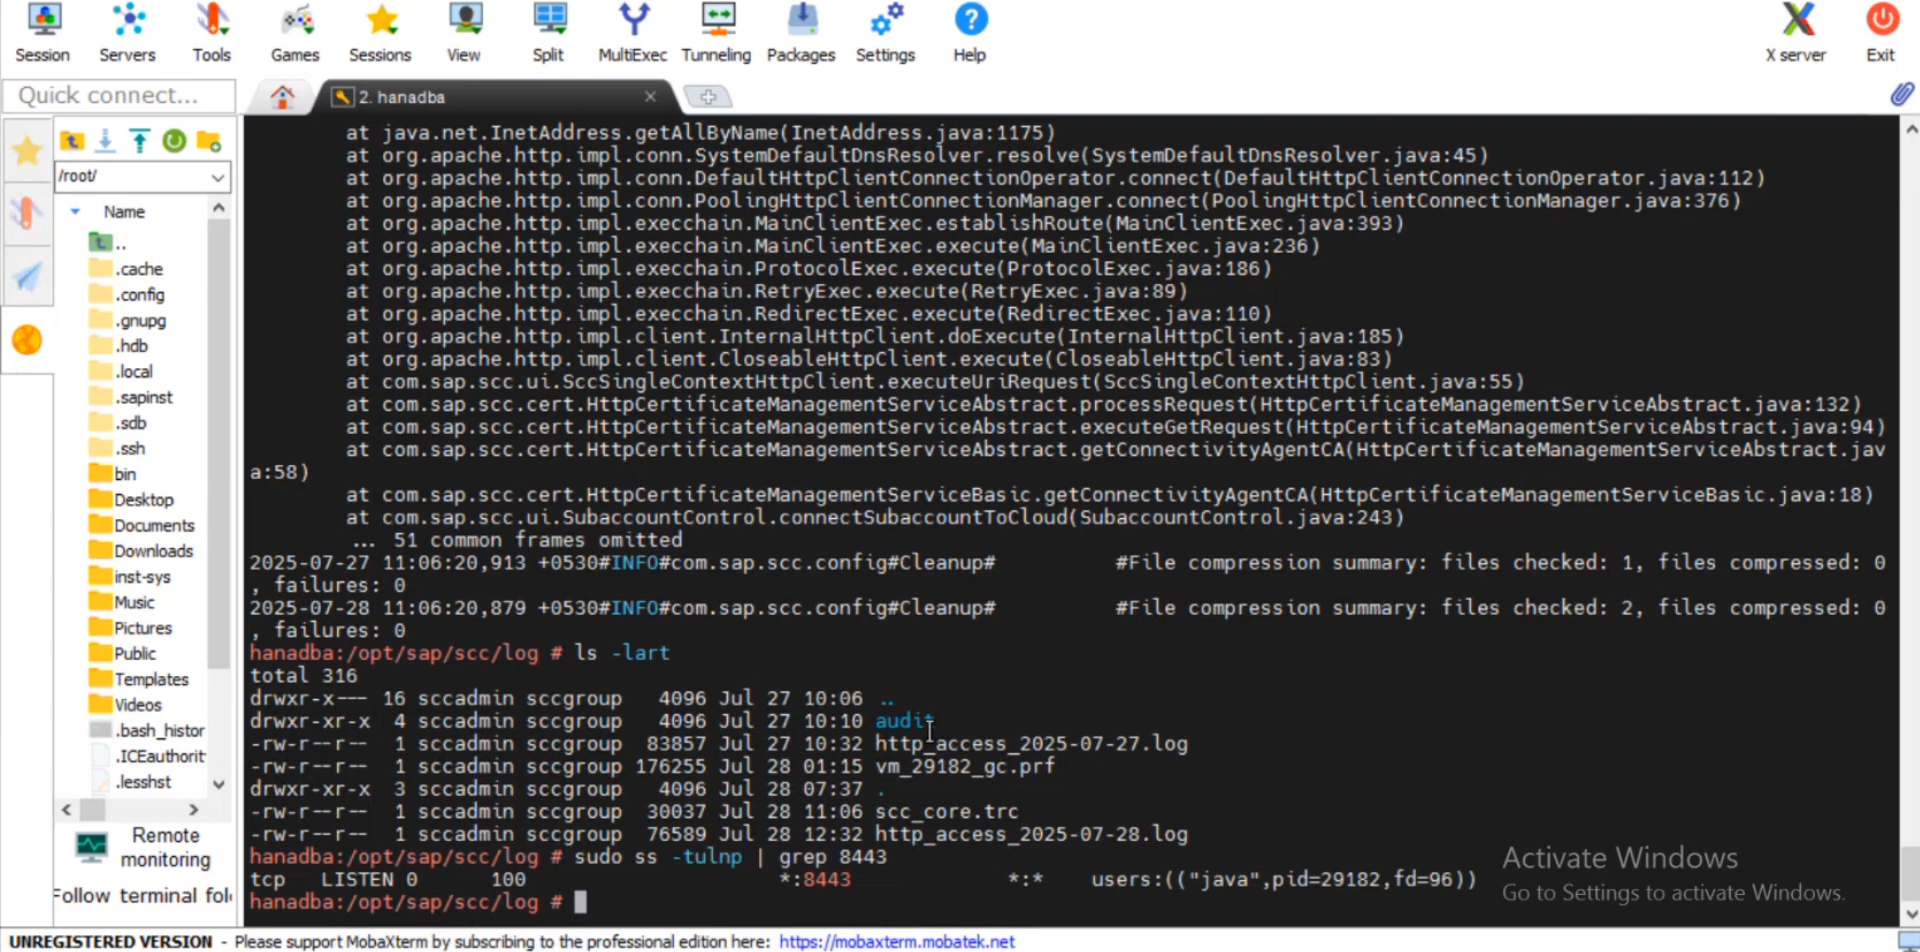 Session Servers Tools Games Sessions View Split MultiExec Tunneling Packages Settings Help X server Exit
Quick connect...
2. hanadba
/root/
Name
..
.cache
.config
.gnupg
.hdb
.local
.sapinst
.sdb
.ssh
bin
Desktop
Documents
Downloads
inst-sys
Music
Pictures
Public
Templates
Videos
.bash_histor
.ICEauthorit
.lesshst
Remote
monitoring
Follow terminal fol
at java.net.InetAddress.getAllByName(InetAddress.java:1175)
at org.apache.http.impl.conn.SystemDefaultDnsResolver.resolve(SystemDefaultDnsResolver.java:45)
at org.apache.http.impl.conn.DefaultHttpClientConnectionOperator.connect(DefaultHttpClientConnectionOperator.java:112)
at org.apache.http.impl.conn.PoolingHttpClientConnectionManager.connect(PoolingHttpClientConnectionManager.java:376)
at org.apache.http.impl.execchain.MainClientExec.establishRoute(MainClientExec.java:393)
at org.apache.http.impl.execchain.MainClientExec.execute(MainClientExec.java:236)
at org.apache.http.impl.execchain.ProtocolExec.execute(ProtocolExec.java:186)
at org.apache.http.impl.execchain.RetryExec.execute(RetryExec.java:89)
at org.apache.http.impl.execchain.RedirectExec.execute(RedirectExec.java:110)
at org.apache.http.impl.client.InternalHttpClient.doExecute(InternalHttpClient.java:185)
at org.apache.http.impl.client.CloseableHttpClient.execute(CloseableHttpClient.java:83)
at com.sap.scc.ui.SccSingleContextHttpClient.executeUriRequest(SccSingleContextHttpClient.java:55)
at com.sap.scc.cert.HttpCertificateManagementServiceAbstract.processRequest(HttpCertificateManagementServiceAbstract.java:132)
at com.sap.scc.cert.HttpCertificateManagementServiceAbstract.executeGetRequest(HttpCertificateManagementServiceAbstract.java:94)
at com.sap.scc.cert.HttpCertificateManagementServiceAbstract.getConnectivityAgentCA(HttpCertificateManagementServiceAbstract.jav
a:58)
at com.sap.scc.cert.HttpCertificateManagementServiceBasic.getConnectivityAgentCA(HttpCertificateManagementServiceBasic.java:18)
at com.sap.scc.ui.SubaccountControl.connectSubaccountToCloud(SubaccountControl.java:243)
... 51 common frames omitted
2025-07-27 11:06:20,913 +0530#INFO#com.sap.scc.config#Cleanup# #File compression summary: files checked: 1, files compressed: 0
, failures: 0
2025-07-28 11:06:20,879 +0530#INFO#com.sap.scc.config#Cleanup# #File compression summary: files checked: 2, files compressed: 0
, failures: 0
hanadba:/opt/sap/scc/log # ls -lart
total 316
drwxr-x--- 16 sccadmin sccgroup 4096 Jul 27 10:06 ..
drwxr-xr-x 4 sccadmin sccgroup 4096 Jul 27 10:10 audit
-rw-r--r-- 1 sccadmin sccgroup 83857 Jul 27 10:32 http_access_2025-07-27.log
-rw-r--r-- 1 sccadmin sccgroup 176255 Jul 28 01:15 vm_29182_gc.prf
drwxr-xr-x 3 sccadmin sccgroup 4096 Jul 28 07:37 .
-rw-r--r-- 1 sccadmin sccgroup 30037 Jul 28 11:06 scc_core.trc
-rw-r--r-- 1 sccadmin sccgroup 76589 Jul 28 12:32 http_access_2025-07-28.log
hanadba:/opt/sap/scc/log # sudo ss -tulnp | grep 8443
tcp LISTEN 0 100 *:8443 *:* users:(("java",pid=29182,fd=96))
hanadba:/opt/sap/scc/log #
Activate Windows
Go to Settings to activate Windows.
UNREGISTERED VERSION - Please support MobaXterm by subscribing to the professional edition here: https://mobaxterm.mobatek.net